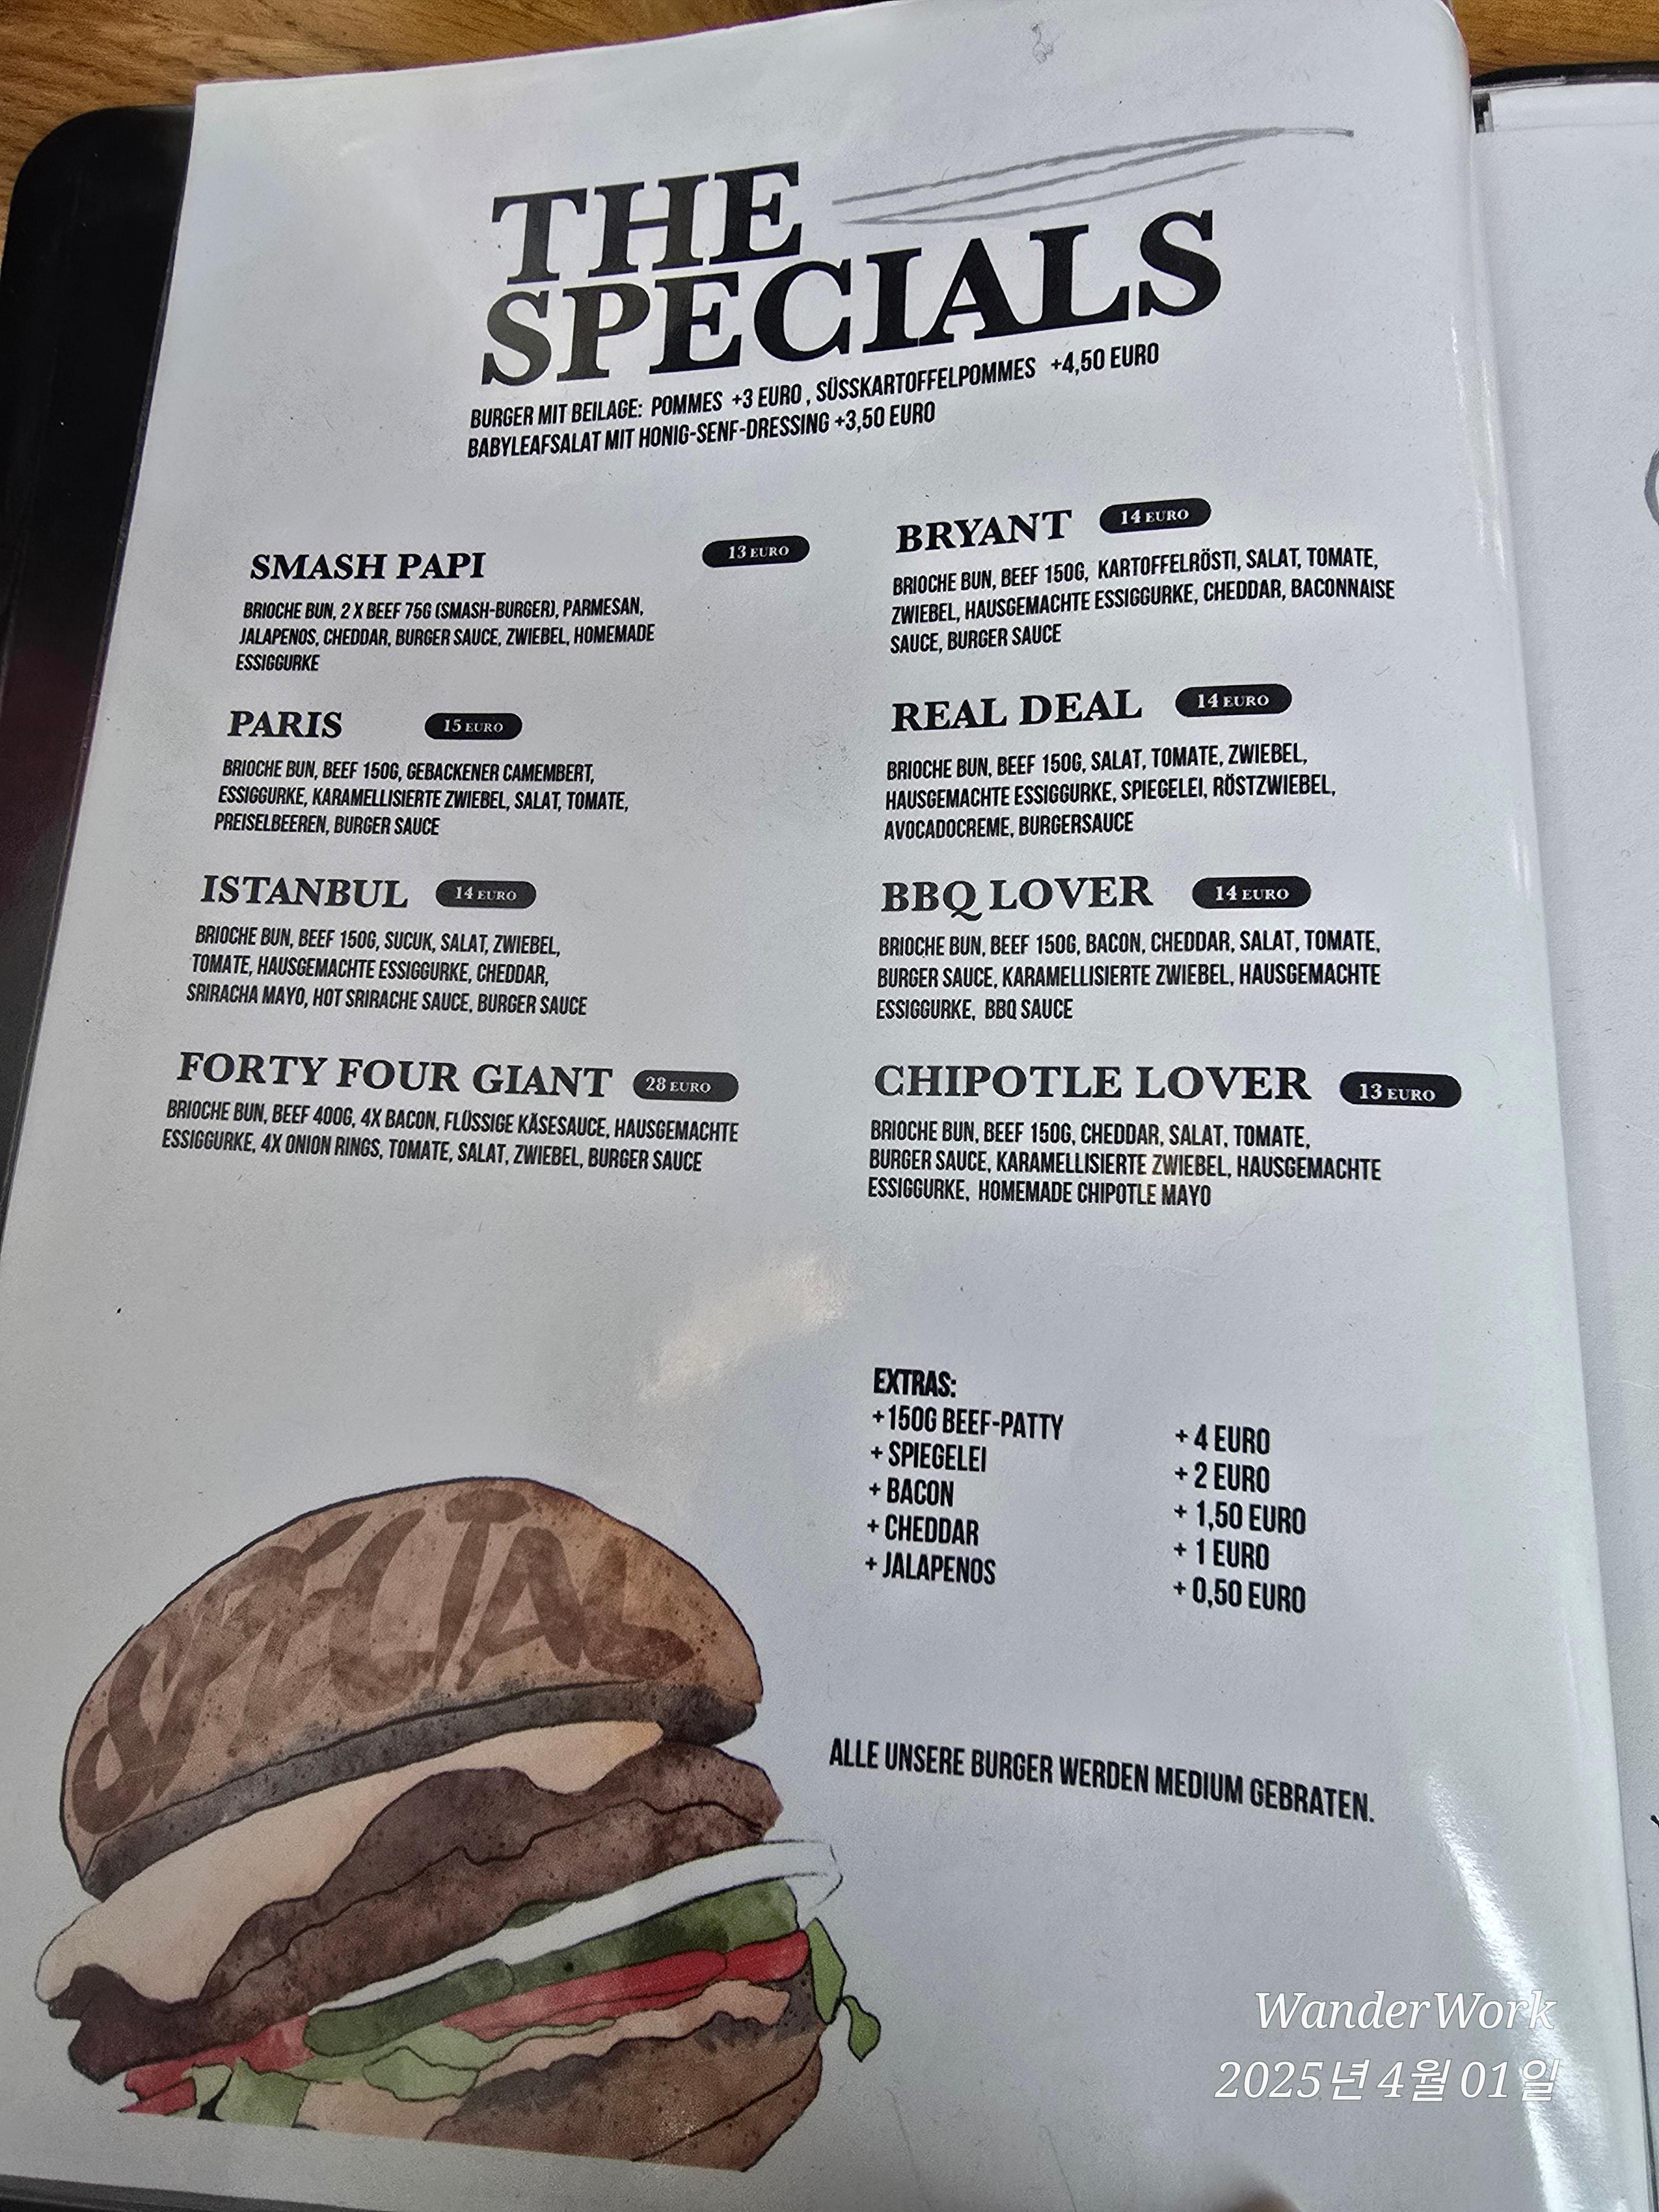 THE
SPECIALS
BURGER MIT BEILAGE: POMMES +3 EURO , SÜSSKARTOFFELPOMMES +4,50 EURO
BABYLEAFSALAT MIT HONIG-SENF-DRESSING +3,50 EURO
SMASH PAPI 13 EURO
BRIOCHE BUN, 2 X BEEF 75G (SMASH-BURGER), PARMESAN,
JALAPENOS, CHEDDAR, BURGER SAUCE, ZWIEBEL, HOMEMADE
ESSIGGURKE
PARIS 15 EURO
BRIOCHE BUN, BEEF 150G, GEBACKENER CAMEMBERT,
ESSIGGURKE, KARAMELLISIERTE ZWIEBEL, SALAT, TOMATE,
PREISELBEEREN, BURGER SAUCE
ISTANBUL 14 EURO
BRIOCHE BUN, BEEF 150G, SUCUK, SALAT, ZWIEBEL,
TOMATE, HAUSGEMACHTE ESSIGGURKE, CHEDDAR,
SRIRACHA MAYO, HOT SRIRACHE SAUCE, BURGER SAUCE
FORTY FOUR GIANT 28 EURO
BRIOCHE BUN, BEEF 400G, 4X BACON, FLÜSSIGE KÄSESAUCE, HAUSGEMACHTE
ESSIGGURKE, 4X ONION RINGS, TOMATE, SALAT, ZWIEBEL, BURGER SAUCE
BRYANT 14 EURO
BRIOCHE BUN, BEEF 150G, KARTOFFELRÖSTI, SALAT, TOMATE,
ZWIEBEL, HAUSGEMACHTE ESSIGGURKE, CHEDDAR, BACONNAISE
SAUCE, BURGER SAUCE
REAL DEAL 14 EURO
BRIOCHE BUN, BEEF 150G, SALAT, TOMATE, ZWIEBEL,
HAUSGEMACHTE ESSIGGURKE, SPIEGELEI, RÖSTZWIEBEL,
AVOCADOCREME, BURGERSAUCE
BBQ LOVER 14 EURO
BRIOCHE BUN, BEEF 150G, BACON, CHEDDAR, SALAT, TOMATE,
BURGER SAUCE, KARAMELLISIERTE ZWIEBEL, HAUSGEMACHTE
ESSIGGURKE, BBQ SAUCE
CHIPOTLE LOVER 13 EURO
BRIOCHE BUN, BEEF 150G, CHEDDAR, SALAT, TOMATE,
BURGER SAUCE, KARAMELLISIERTE ZWIEBEL, HAUSGEMACHTE
ESSIGGURKE, HOMEMADE CHIPOTLE MAYO
EXTRAS:
+150G BEEF-PATTY + 4 EURO
+ SPIEGELEI + 2 EURO
+ BACON + 1,50 EURO
+ CHEDDAR + 1 EURO
+ JALAPENOS + 0,50 EURO
SPECIAL
ALLE UNSERE BURGER WERDEN MEDIUM GEBRATEN.
WanderWork
2025년 4월 01일